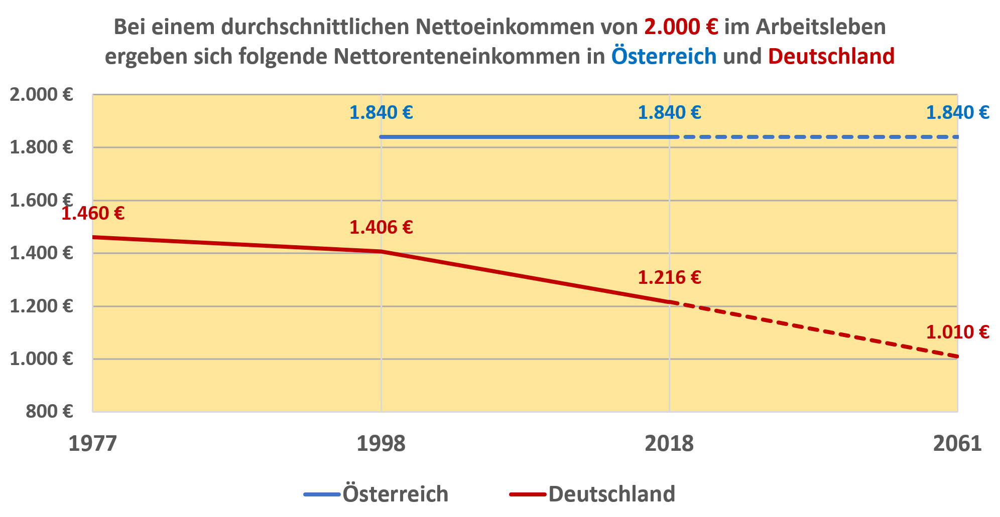 Bei einem durchschnittlichen Nettoeinkommen von 2.000 € im Arbeitsleben
ergeben sich folgende Nettorenteneinkommen in Österreich und Deutschland
2.000 €
1.840 € 1.840 € 1.840 €
1.800 €
1.600 €
1.460 €
1.406 €
1.400 €
1.216 €
1.200 €
1.010 €
1.000 €
800 €
1977 1998 2018 2061
Österreich Deutschland